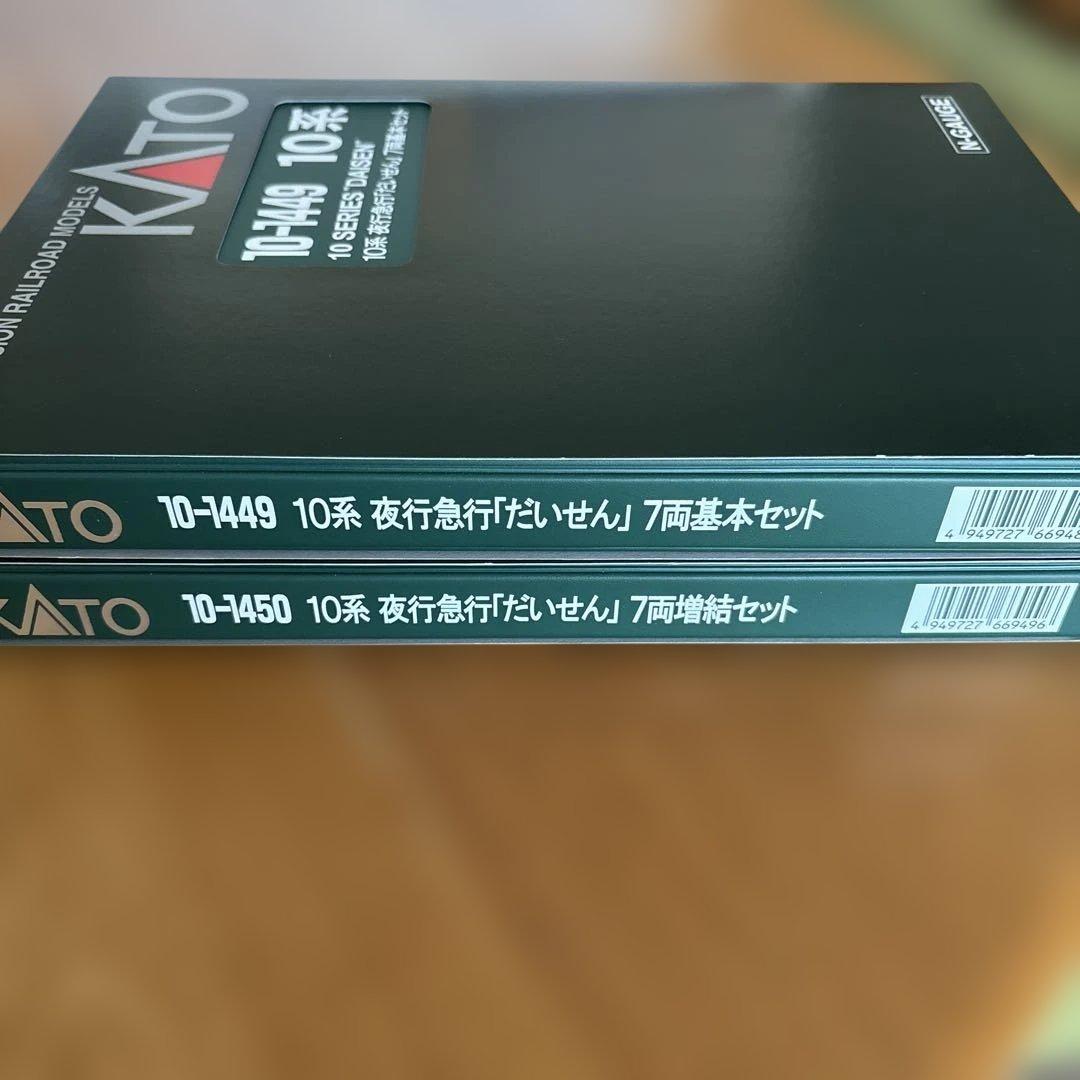 KATO
RAILROAD MODELS
10-1449 10系
10 SERIES "DAISEN"
10系 夜行急行「だいせん」 7両基本セット
N-GAUGE
KATO 10-1449 10系 夜行急行「だいせん」 7両基本セット
4 949727 66948
KATO 10-1450 10系 夜行急行「だいせん」 7両増結セット
4 949727 669496